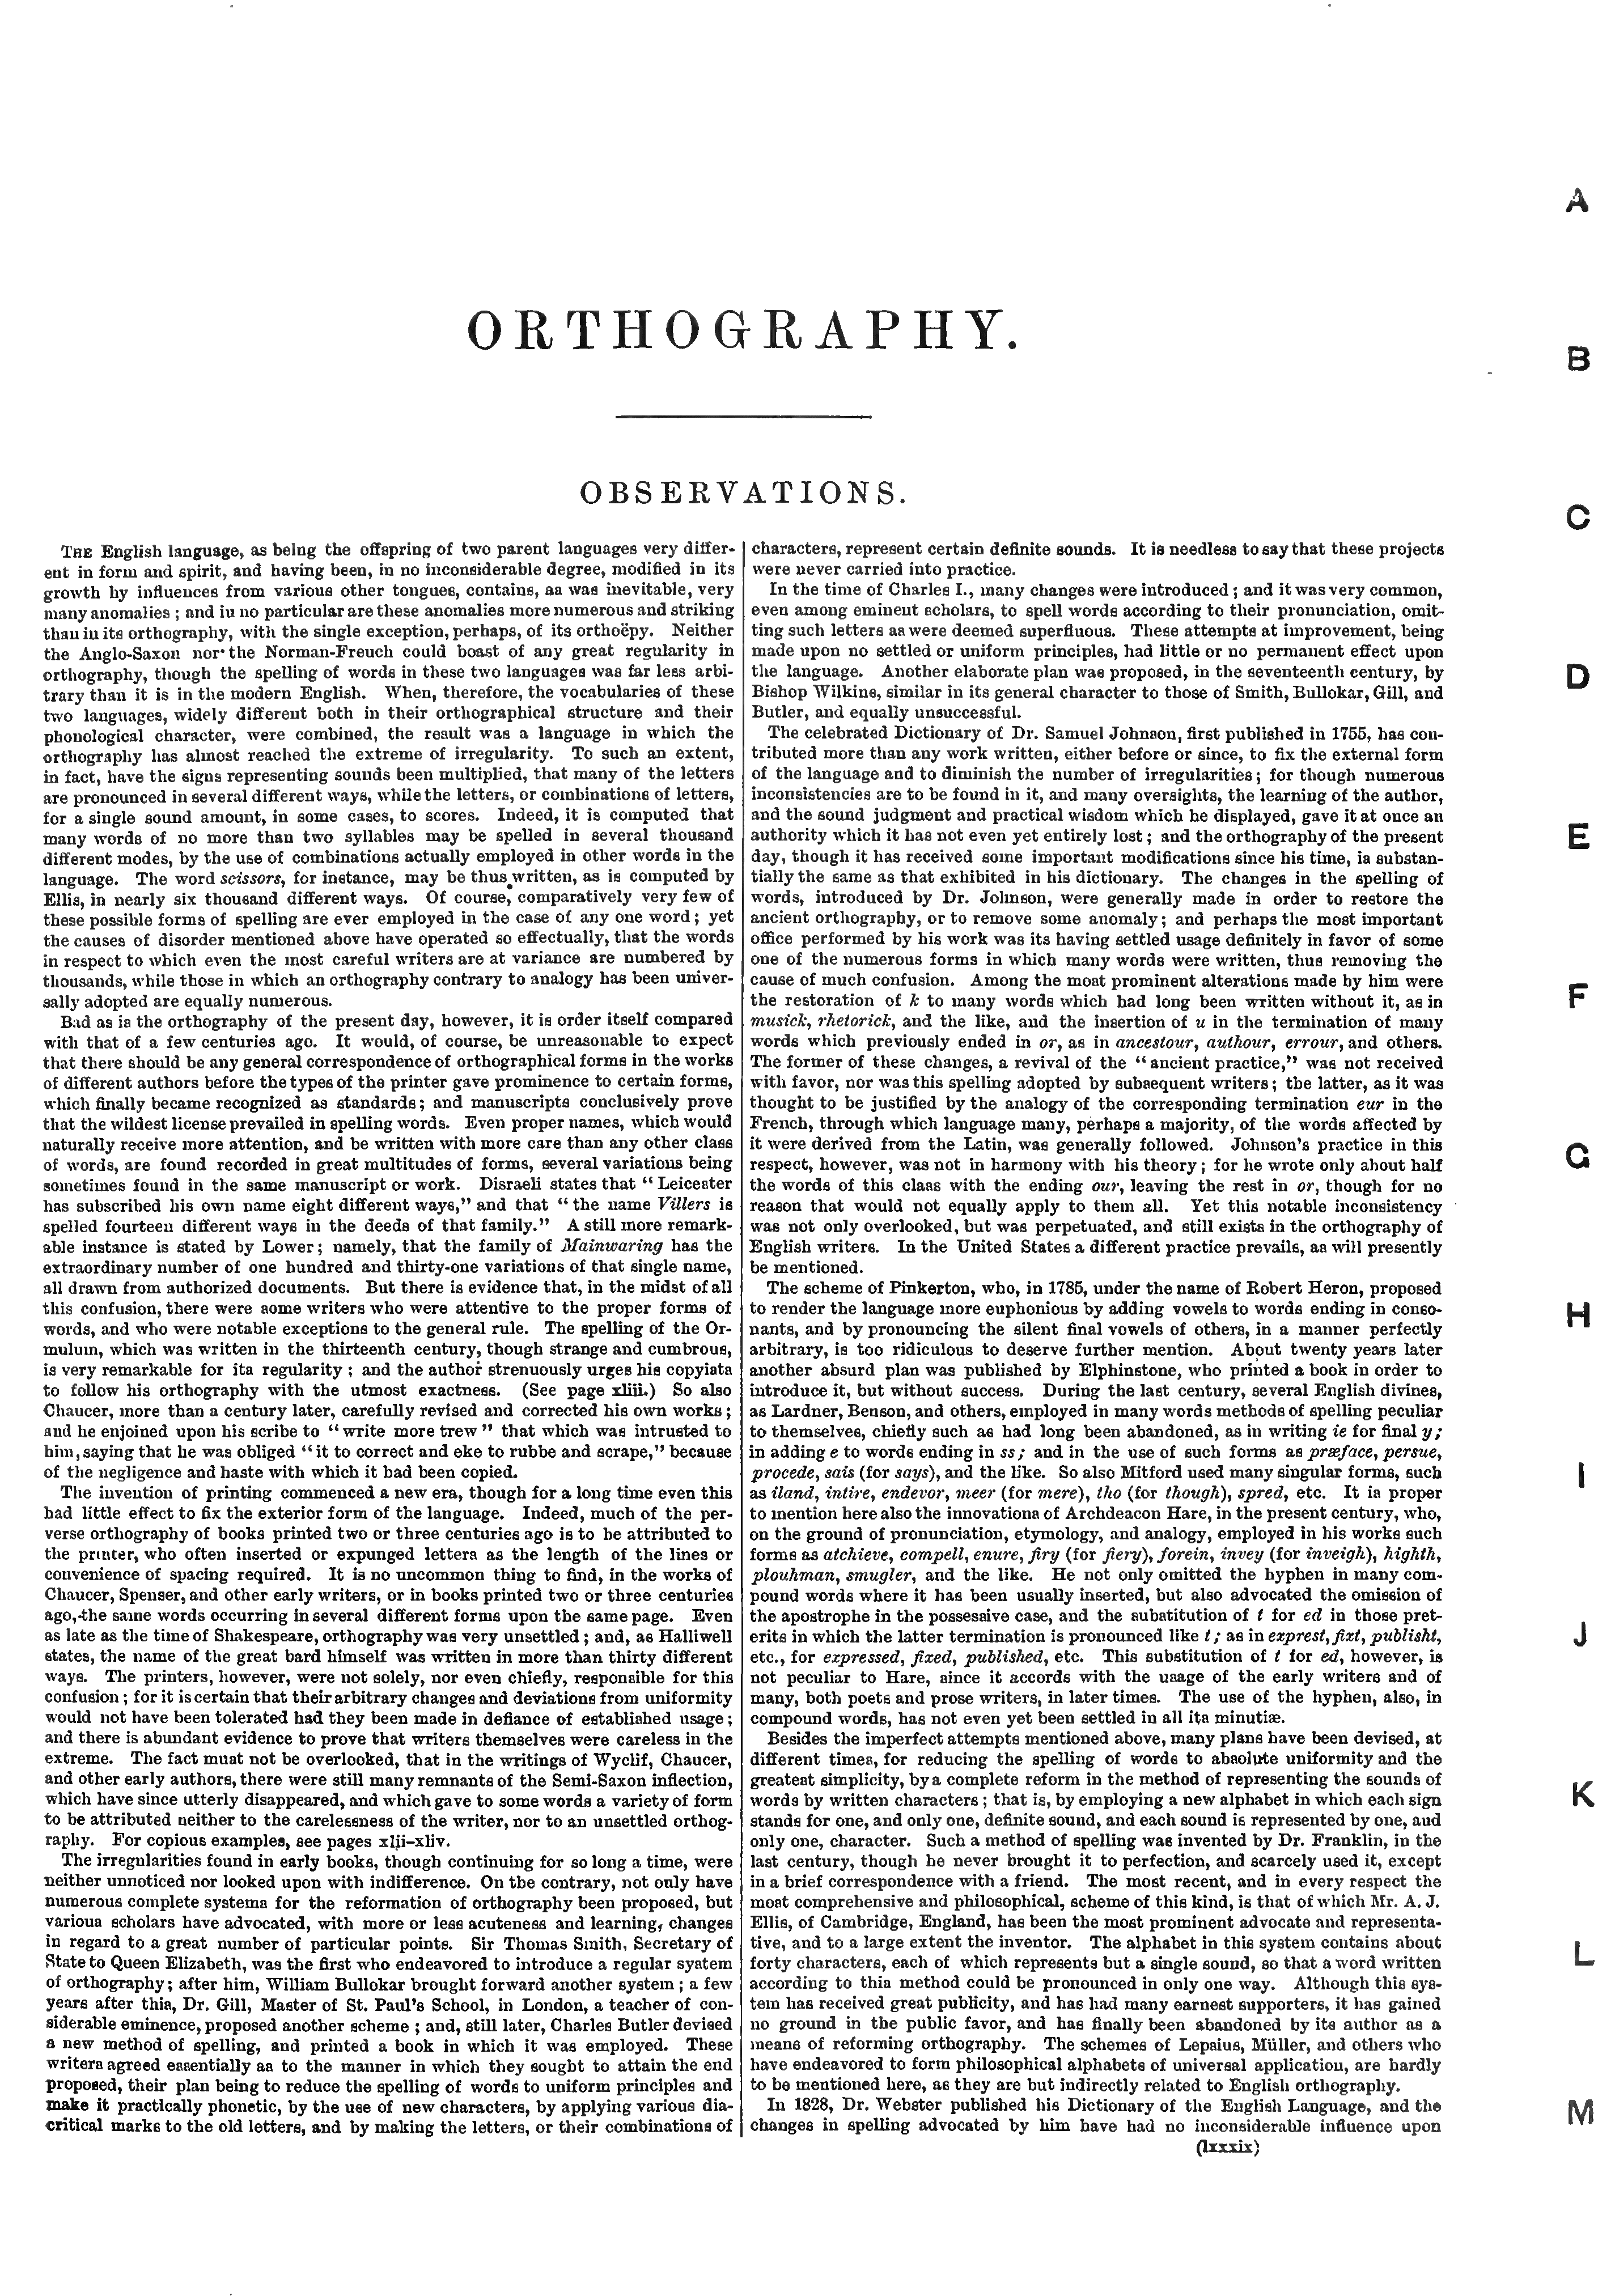 ORTHOGRAPHY.
OBSERVATIONS.
THE English language, as being the offspring of two parent languages very differ-
ent in form and spirit, and having been, in no inconsiderable degree, modified in its
growth by influences from various other tongues, contains, as was inevitable, very
many anomalies; and in no particular are these anomalies more numerous and striking
than in its orthography, with the single exception, perhaps, of its orthoëpy. Neither
the Anglo-Saxon nor the Norman-French could boast of any great regularity in
orthography, though the spelling of words in these two languages was far less arbi-
trary than it is in the modern English. When, therefore, the vocabularies of these
two languages, widely different both in their orthographical structure and their
phonological character, were combined, the result was a language in which the
orthography has almost reached the extreme of irregularity. To such an extent,
in fact, have the signs representing sounds been multiplied, that many of the letters
are pronounced in several different ways, while the letters, or combinations of letters,
for a single sound amount, in some cases, to scores. Indeed, it is computed that
many words of no more than two syllables may be spelled in several thousand
different modes, by the use of combinations actually employed in other words in the
language. The word scissors, for instance, may be thus written, as is computed by
Ellis, in nearly six thousand different ways. Of course, comparatively very few of
these possible forms of spelling are ever employed in the case of any one word; yet
the causes of disorder mentioned above have operated so effectually, that the words
in respect to which even the most careful writers are at variance are numbered by
thousands, while those in which an orthography contrary to analogy has been univer-
sally adopted are equally numerous.
Bad as is the orthography of the present day, however, it is order itself compared
with that of a few centuries ago. It would, of course, be unreasonable to expect
that there should be any general correspondence of orthographical forms in the works
of different authors before the types of the printer gave prominence to certain forms,
which finally became recognized as standards; and manuscripts conclusively prove
that the wildest license prevailed in spelling words. Even proper names, which would
naturally receive more attention, and be written with more care than any other class
of words, are found recorded in great multitudes of forms, several variations being
sometimes found in the same manuscript or work. Disraeli states that "Leicester
has subscribed his own name eight different ways," and that "the name Villers is
spelled fourteen different ways in the deeds of that family." A still more remark-
able instance is stated by Lower; namely, that the family of Mainwaring has the
extraordinary number of one hundred and thirty-one variations of that single name,
all drawn from authorized documents. But there is evidence that, in the midst of all
this confusion, there were some writers who were attentive to the proper forms of
words, and who were notable exceptions to the general rule. The spelling of the Or-
mulum, which was written in the thirteenth century, though strange and cumbrous,
is very remarkable for its regularity; and the author strenuously urges his copyists
to follow his orthography with the utmost exactness. (See page xliii.) So also
Chaucer, more than a century later, carefully revised and corrected his own works;
and he enjoined upon his scribe to "write more trew" that which was intrusted to
him, saying that he was obliged "it to correct and eke to rubbe and scrape," because
of the negligence and haste with which it had been copied.
The invention of printing commenced a new era, though for a long time even this
had little effect to fix the exterior form of the language. Indeed, much of the per-
verse orthography of books printed two or three centuries ago is to be attributed to
the printer, who often inserted or expunged letters as the length of the lines or
convenience of spacing required. It is no uncommon thing to find, in the works of
Chaucer, Spenser, and other early writers, or in books printed two or three centuries
ago, the same words occurring in several different forms upon the same page. Even
as late as the time of Shakespeare, orthography was very unsettled; and, as Halliwell
states, the name of the great bard himself was written in more than thirty different
ways. The printers, however, were not solely, nor even chiefly, responsible for this
confusion; for it is certain that their arbitrary changes and deviations from uniformity
would not have been tolerated had they been made in defiance of established usage;
and there is abundant evidence to prove that writers themselves were careless in the
extreme. The fact must not be overlooked, that in the writings of Wyclif, Chaucer,
and other early authors, there were still many remnants of the Semi-Saxon inflection,
which have since utterly disappeared, and which gave to some words a variety of form
to be attributed neither to the carelessness of the writer, nor to an unsettled orthog-
raphy. For copious examples, see pages xlii-xliv.
The irregularities found in early books, though continuing for so long a time, were
neither unnoticed nor looked upon with indifference. On the contrary, not only have
numerous complete systems for the reformation of orthography been proposed, but
various scholars have advocated, with more or less acuteness and learning, changes
in regard to a great number of particular points. Sir Thomas Smith, Secretary of
State to Queen Elizabeth, was the first who endeavored to introduce a regular system
of orthography; after him, William Bullokar brought forward another system; a few
years after this, Dr. Gill, Master of St. Paul's School, in London, a teacher of con-
siderable eminence, proposed another scheme; and, still later, Charles Butler devised
a new method of spelling, and printed a book in which it was employed. These
writers agreed essentially as to the manner in which they sought to attain the end
proposed, their plan being to reduce the spelling of words to uniform principles and
make it practically phonetic, by the use of new characters, by applying various dia-
critical marks to the old letters, and by making the letters, or their combinations of
characters, represent certain definite sounds. It is needless to say that these projects
were never carried into practice.
In the time of Charles I., many changes were introduced; and it was very common,
even among eminent scholars, to spell words according to their pronunciation, omit-
ting such letters as were deemed superfluous. These attempts at improvement, being
made upon no settled or uniform principles, had little or no permanent effect upon
the language. Another elaborate plan was proposed, in the seventeenth century, by
Bishop Wilkins, similar in its general character to those of Smith, Bullokar, Gill, and
Butler, and equally unsuccessful.
The celebrated Dictionary of Dr. Samuel Johnson, first published in 1755, has con-
tributed more than any work written, either before or since, to fix the external form
of the language and to diminish the number of irregularities; for though numerous
inconsistencies are to be found in it, and many oversights, the learning of the author,
and the sound judgment and practical wisdom which he displayed, gave it at once an
authority which it has not even yet entirely lost; and the orthography of the present
day, though it has received some important modifications since his time, is substan-
tially the same as that exhibited in his dictionary. The changes in the spelling of
words, introduced by Dr. Johnson, were generally made in order to restore the
ancient orthography, or to remove some anomaly; and perhaps the most important
office performed by his work was its having settled usage definitely in favor of some
one of the numerous forms in which many words were written, thus removing the
cause of much confusion. Among the most prominent alterations made by him were
the restoration of k to many words which had long been written without it, as in
musick, rhetorick, and the like, and the insertion of u in the termination of many
words which previously ended in or, as in ancestour, authour, errour, and others.
The former of these changes, a revival of the "ancient practice," was not received
with favor, nor was this spelling adopted by subsequent writers; the latter, as it was
thought to be justified by the analogy of the corresponding termination eur in the
French, through which language many, perhaps a majority, of the words affected by
it were derived from the Latin, was generally followed. Johnson's practice in this
respect, however, was not in harmony with his theory; for he wrote only about half
the words of this class with the ending our, leaving the rest in or, though for no
reason that would not equally apply to them all. Yet this notable inconsistency
was not only overlooked, but was perpetuated, and still exists in the orthography of
English writers. In the United States a different practice prevails, as will presently
be mentioned.
The scheme of Pinkerton, who, in 1785, under the name of Robert Heron, proposed
to render the language more euphonious by adding vowels to words ending in conso-
nants, and by pronouncing the silent final vowels of others, in a manner perfectly
arbitrary, is too ridiculous to deserve further mention. About twenty years later
another absurd plan was published by Elphinstone, who printed a book in order to
introduce it, but without success. During the last century, several English divines,
as Lardner, Benson, and others, employed in many words methods of spelling peculiar
to themselves, chiefly such as had long been abandoned, as in writing ie for final y;
in adding e to words ending in ss; and in the use of such forms as præface, persue,
procede, sais (for says), and the like. So also Mitford used many singular forms, such
as iland, intire, endevor, meer (for mere), tho (for though), spred, etc. It is proper
to mention here also the innovations of Archdeacon Hare, in the present century, who,
on the ground of pronunciation, etymology, and analogy, employed in his works such
forms as atchieve, compell, enure, firy (for fiery), forein, invey (for inveigh), highth,
plouhman, smugler, and the like. He not only omitted the hyphen in many com-
pound words where it has been usually inserted, but also advocated the omission of
the apostrophe in the possessive case, and the substitution of t for ed in those pret-
erits in which the latter termination is pronounced like t; as in exprest, fixt, publisht,
etc., for expressed, fixed, published, etc. This substitution of t for ed, however, is
not peculiar to Hare, since it accords with the usage of the early writers and of
many, both poets and prose writers, in later times. The use of the hyphen, also, in
compound words, has not even yet been settled in all its minutiæ.
Besides the imperfect attempts mentioned above, many plans have been devised, at
different times, for reducing the spelling of words to absolute uniformity and the
greatest simplicity, by a complete reform in the method of representing the sounds of
words by written characters; that is, by employing a new alphabet in which each sign
stands for one, and only one, definite sound, and each sound is represented by one, and
only one, character. Such a method of spelling was invented by Dr. Franklin, in the
last century, though he never brought it to perfection, and scarcely used it, except
in a brief correspondence with a friend. The most recent, and in every respect the
most comprehensive and philosophical, scheme of this kind, is that of which Mr. A. J.
Ellis, of Cambridge, England, has been the most prominent advocate and representa-
tive, and to a large extent the inventor. The alphabet in this system contains about
forty characters, each of which represents but a single sound, so that a word written
according to this method could be pronounced in only one way. Although this sys-
tem has received great publicity, and has had many earnest supporters, it has gained
no ground in the public favor, and has finally been abandoned by its author as a
means of reforming orthography. The schemes of Lepsius, Müller, and others who
have endeavored to form philosophical alphabets of universal application, are hardly
to be mentioned here, as they are but indirectly related to English orthography.
In 1828, Dr. Webster published his Dictionary of the English Language, and the
changes in spelling advocated by him have had no inconsiderable influence upon
(lxxxix)
A
B
C
D
E
F
G
H
I
J
K
L
M